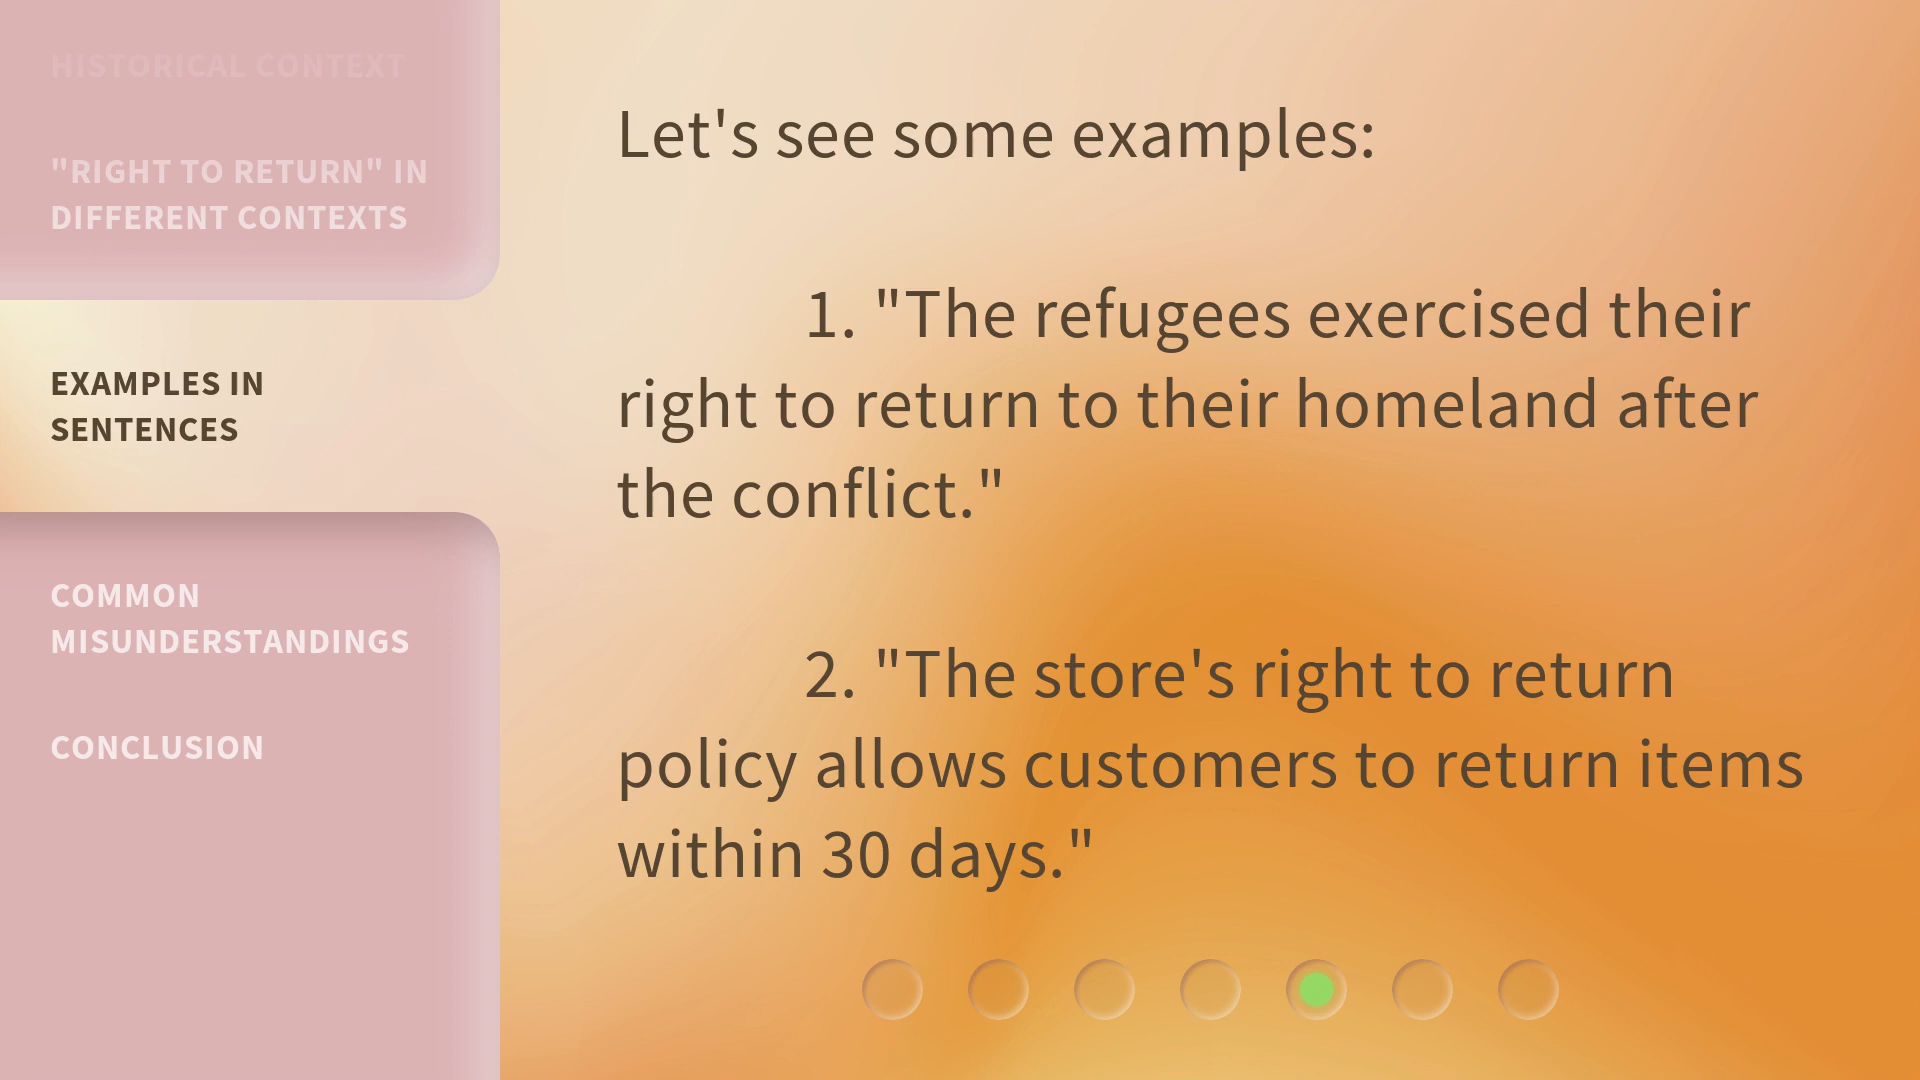 HISTORICAL CONTEXT
"RIGHT TO RETURN" IN
DIFFERENT CONTEXTS
EXAMPLES IN
SENTENCES
COMMON
MISUNDERSTANDINGS
CONCLUSION
Let's see some examples:
1. "The refugees exercised their
right to return to their homeland after
the conflict."
2. "The store's right to return
policy allows customers to return items
within 30 days."